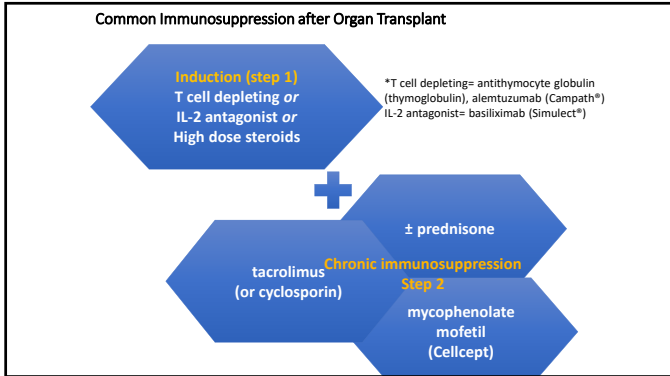 Common Immunosuppression after Organ Transplant
Induction (step 1)
T cell depleting or
IL-2 antagonist or
High dose steroids
*T cell depleting= antithymocyte globulin
(thymoglobulin), alemtuzumab (Campath®)
IL-2 antagonist= basiliximab (Simulect®)
± prednisone
Chronic immunosuppression
Step 2
tacrolimus
(or cyclosporin)
mycophenolate
mofetil
(Cellcept)